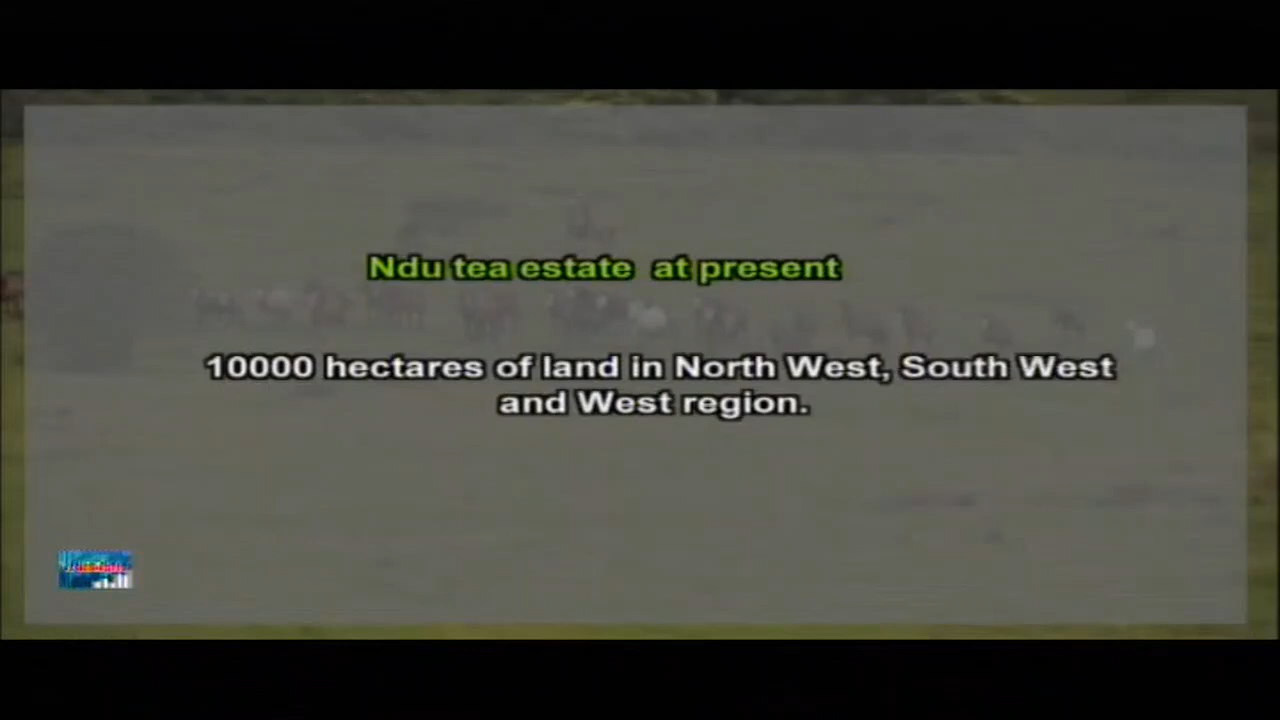 Ndu tea estate at present
10000 hectares of land in North West, South West
and West region.